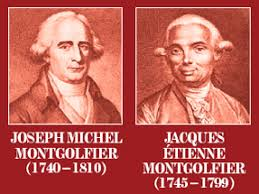 JOSEPH MICHEL
MONTGOLFIER
(1740–1810)
JACQUES
ÉTIENNE
MONTGOLFIER
(1745–1799)